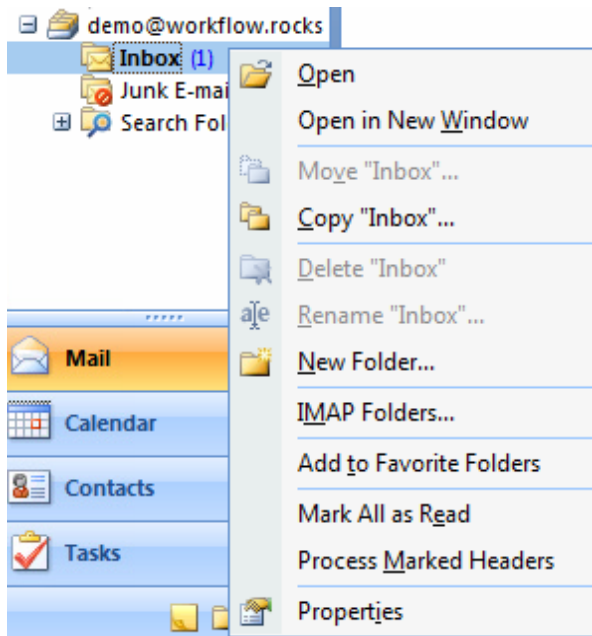 demo@workflow.rocks
Inbox (1)
Junk E-mai
Search Fol
Open
Open in New Window
Move "Inbox"...
Copy "Inbox"...
Delete "Inbox"
Rename "Inbox"...
New Folder...
IMAP Folders...
Add to Favorite Folders
Mark All as Read
Process Marked Headers
Properties
Mail
Calendar
Contacts
Tasks